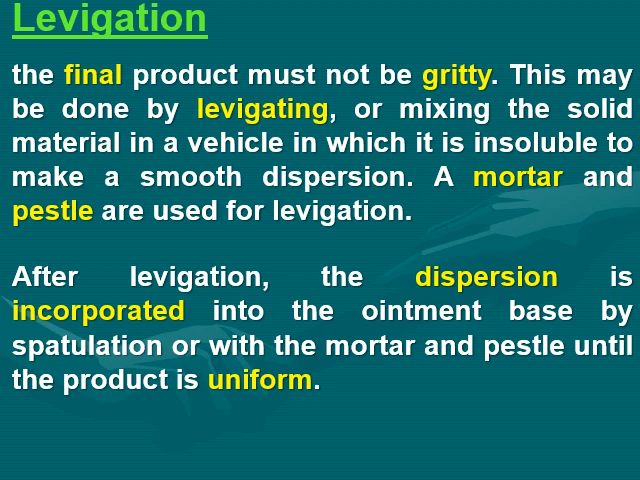 Levigation
the final product must not be gritty. This may
be done by levigating, or mixing the solid
material in a vehicle in which it is insoluble to
make a smooth dispersion. A mortar and
pestle are used for levigation.
After levigation, the dispersion is
incorporated into the ointment base by
spatulation or with the mortar and pestle until
the product is uniform.